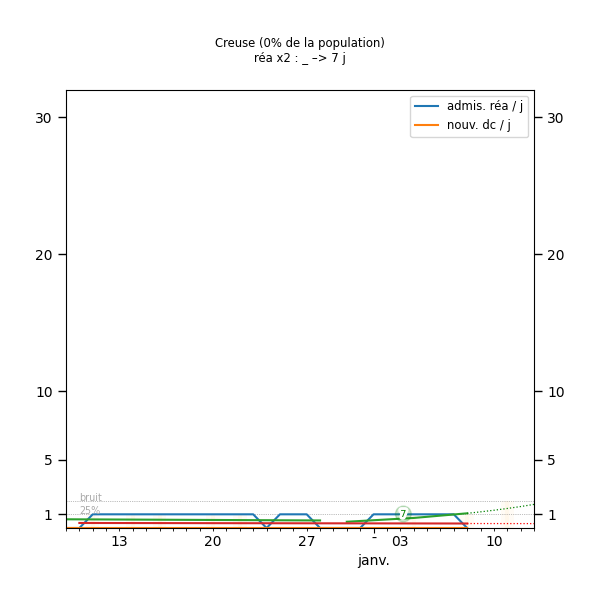 Creuse (0% de la population)
réa x2 : _ –> 7 j
admis. réa / j
nouv. dc / j
30 30
20 20
10 10
5 5
bruit
25%
1 7 1
13 20 27 - 03 10
janv.